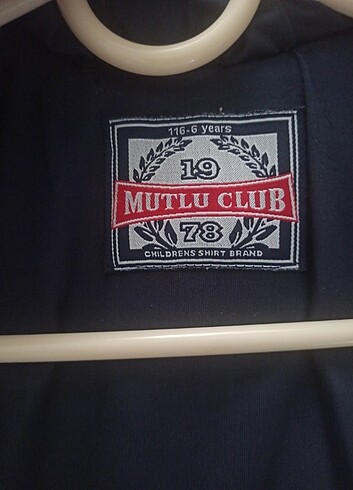 116-6 years
19
MUTLU CLUB
78
CHILDRENS SHIRT BRAND